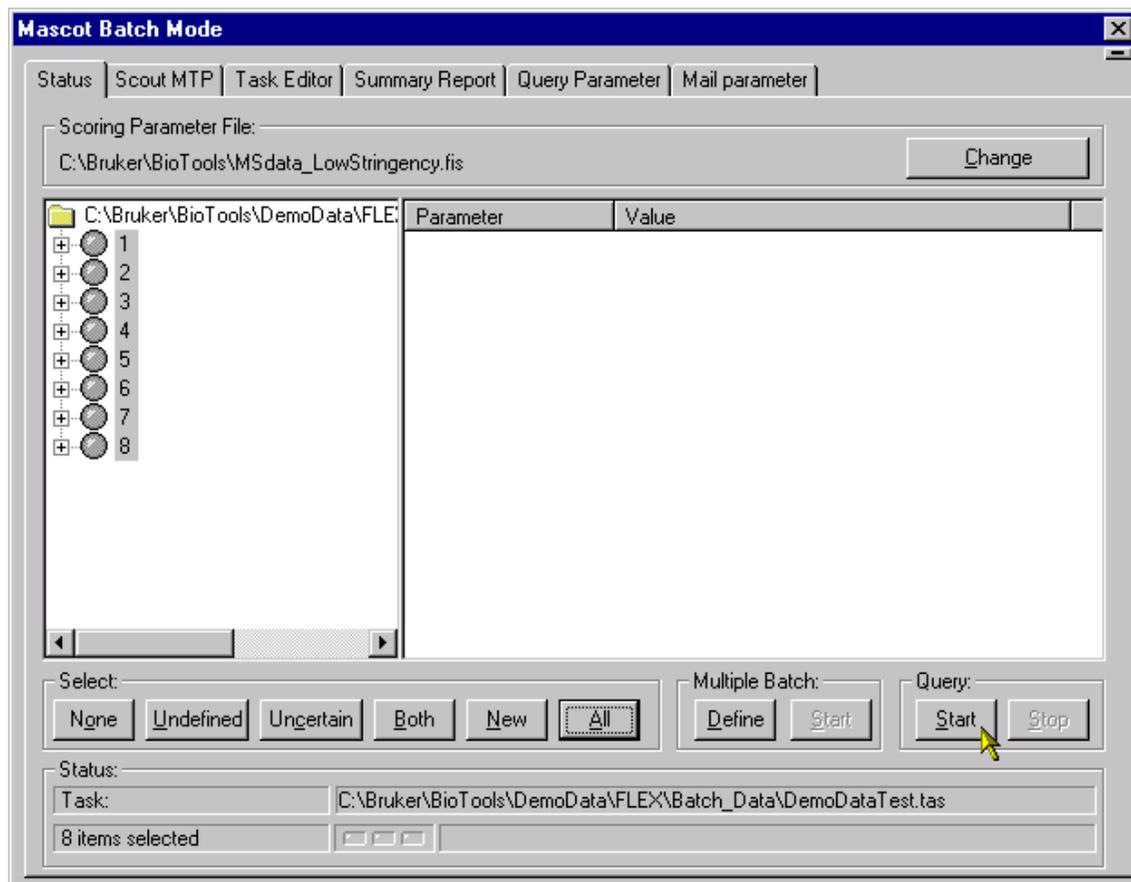 Mascot Batch Mode
Status Scout MTP Task Editor Summary Report Query Parameter Mail parameter
Scoring Parameter File:
C:\Bruker\BioTools\MSdata_LowStringency.fis Change
C:\Bruker\BioTools\DemoData\FLE Parameter Value
1
2
3
4
5
6
7
8
Select: Multiple Batch: Query:
None Undefined Uncertain Both New All Define Start Start Stop
Status:
Task: C:\Bruker\BioTools\DemoData\FLEX\Batch_Data\DemoDataTest.tas
8 items selected